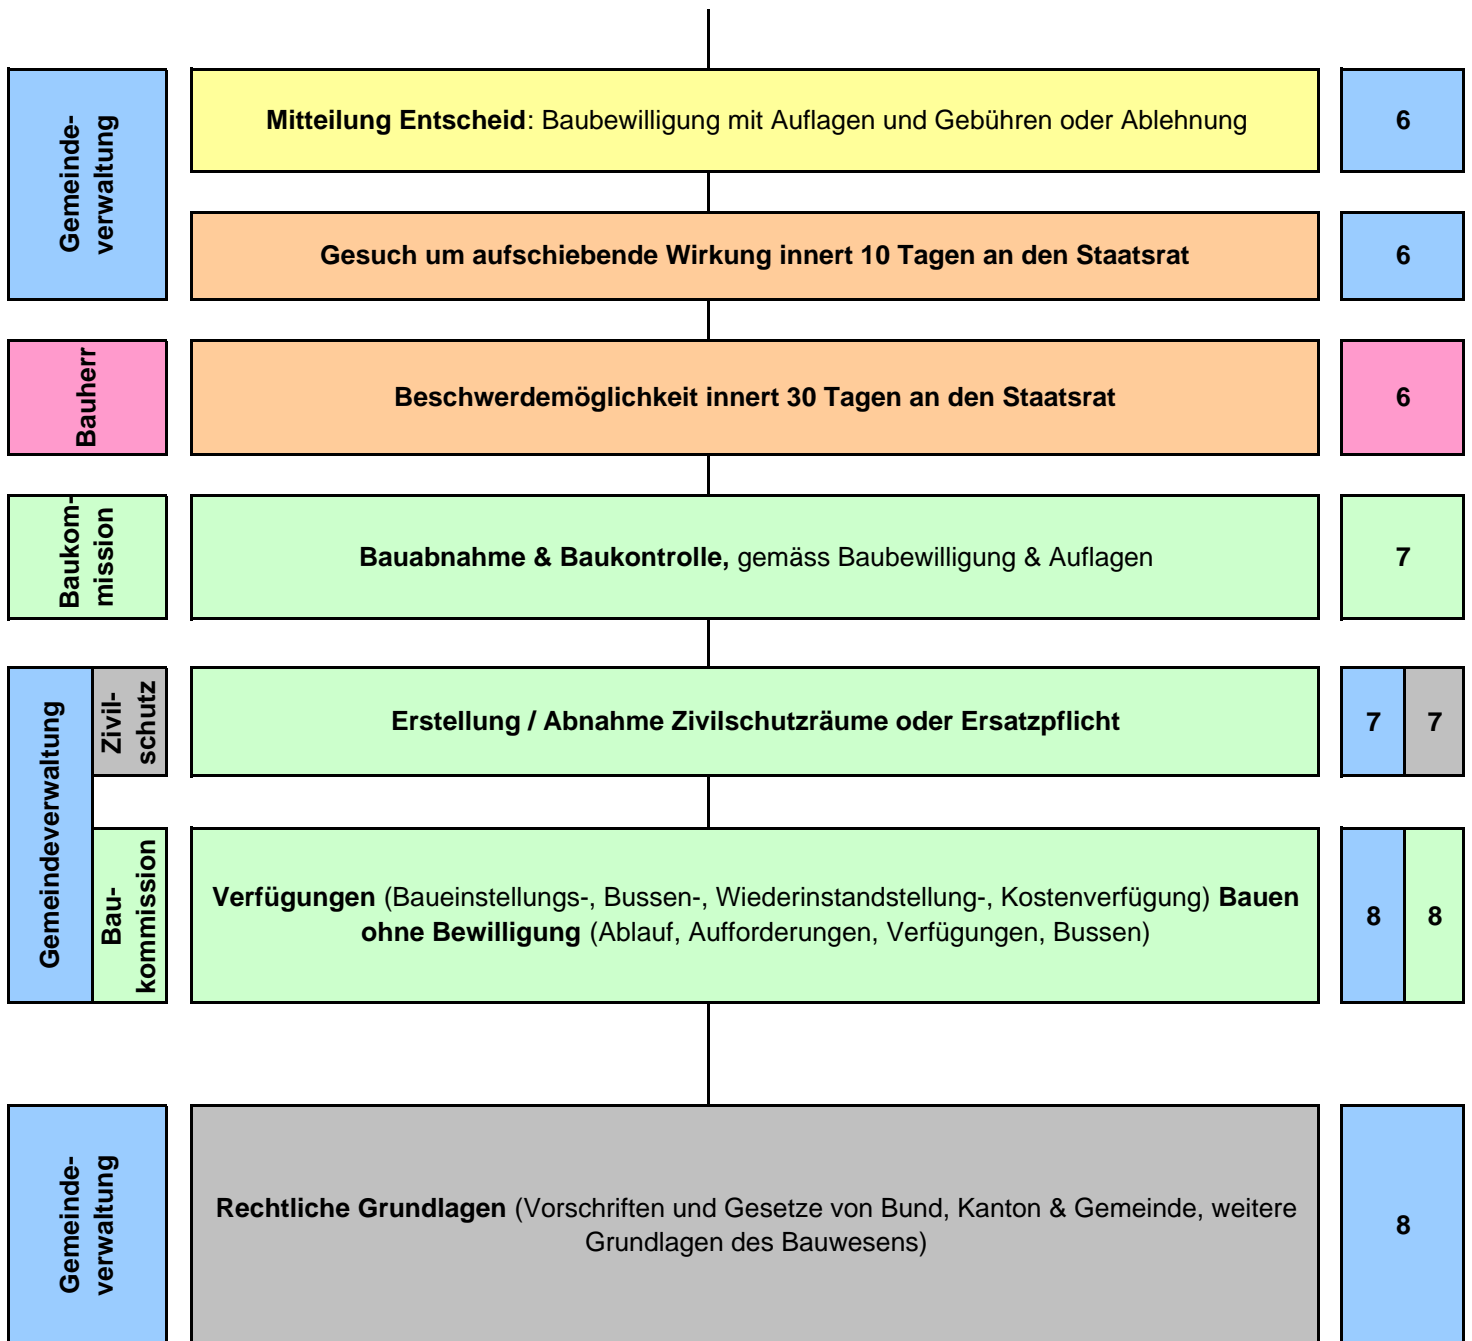 Gemeinde-
verwaltung
Mitteilung Entscheid: Baubewilligung mit Auflagen und Gebühren oder Ablehnung
6
Gesuch um aufschiebende Wirkung innert 10 Tagen an den Staatsrat
6
Bauherr
Beschwerdemöglichkeit innert 30 Tagen an den Staatsrat
6
Baukom-
mission
Bauabnahme & Baukontrolle, gemäss Baubewilligung & Auflagen
7
Gemeindeverwaltung
Zivil-
schutz
Erstellung / Abnahme Zivilschutzräume oder Ersatzpflicht
7
7
Bau-
kommission
Verfügungen (Baueinstellungs-, Bussen-, Wiederinstandstellung-, Kostenverfügung) Bauen
ohne Bewilligung (Ablauf, Aufforderungen, Verfügungen, Bussen)
8
8
Gemeinde-
verwaltung
Rechtliche Grundlagen (Vorschriften und Gesetze von Bund, Kanton & Gemeinde, weitere
Grundlagen des Bauwesens)
8